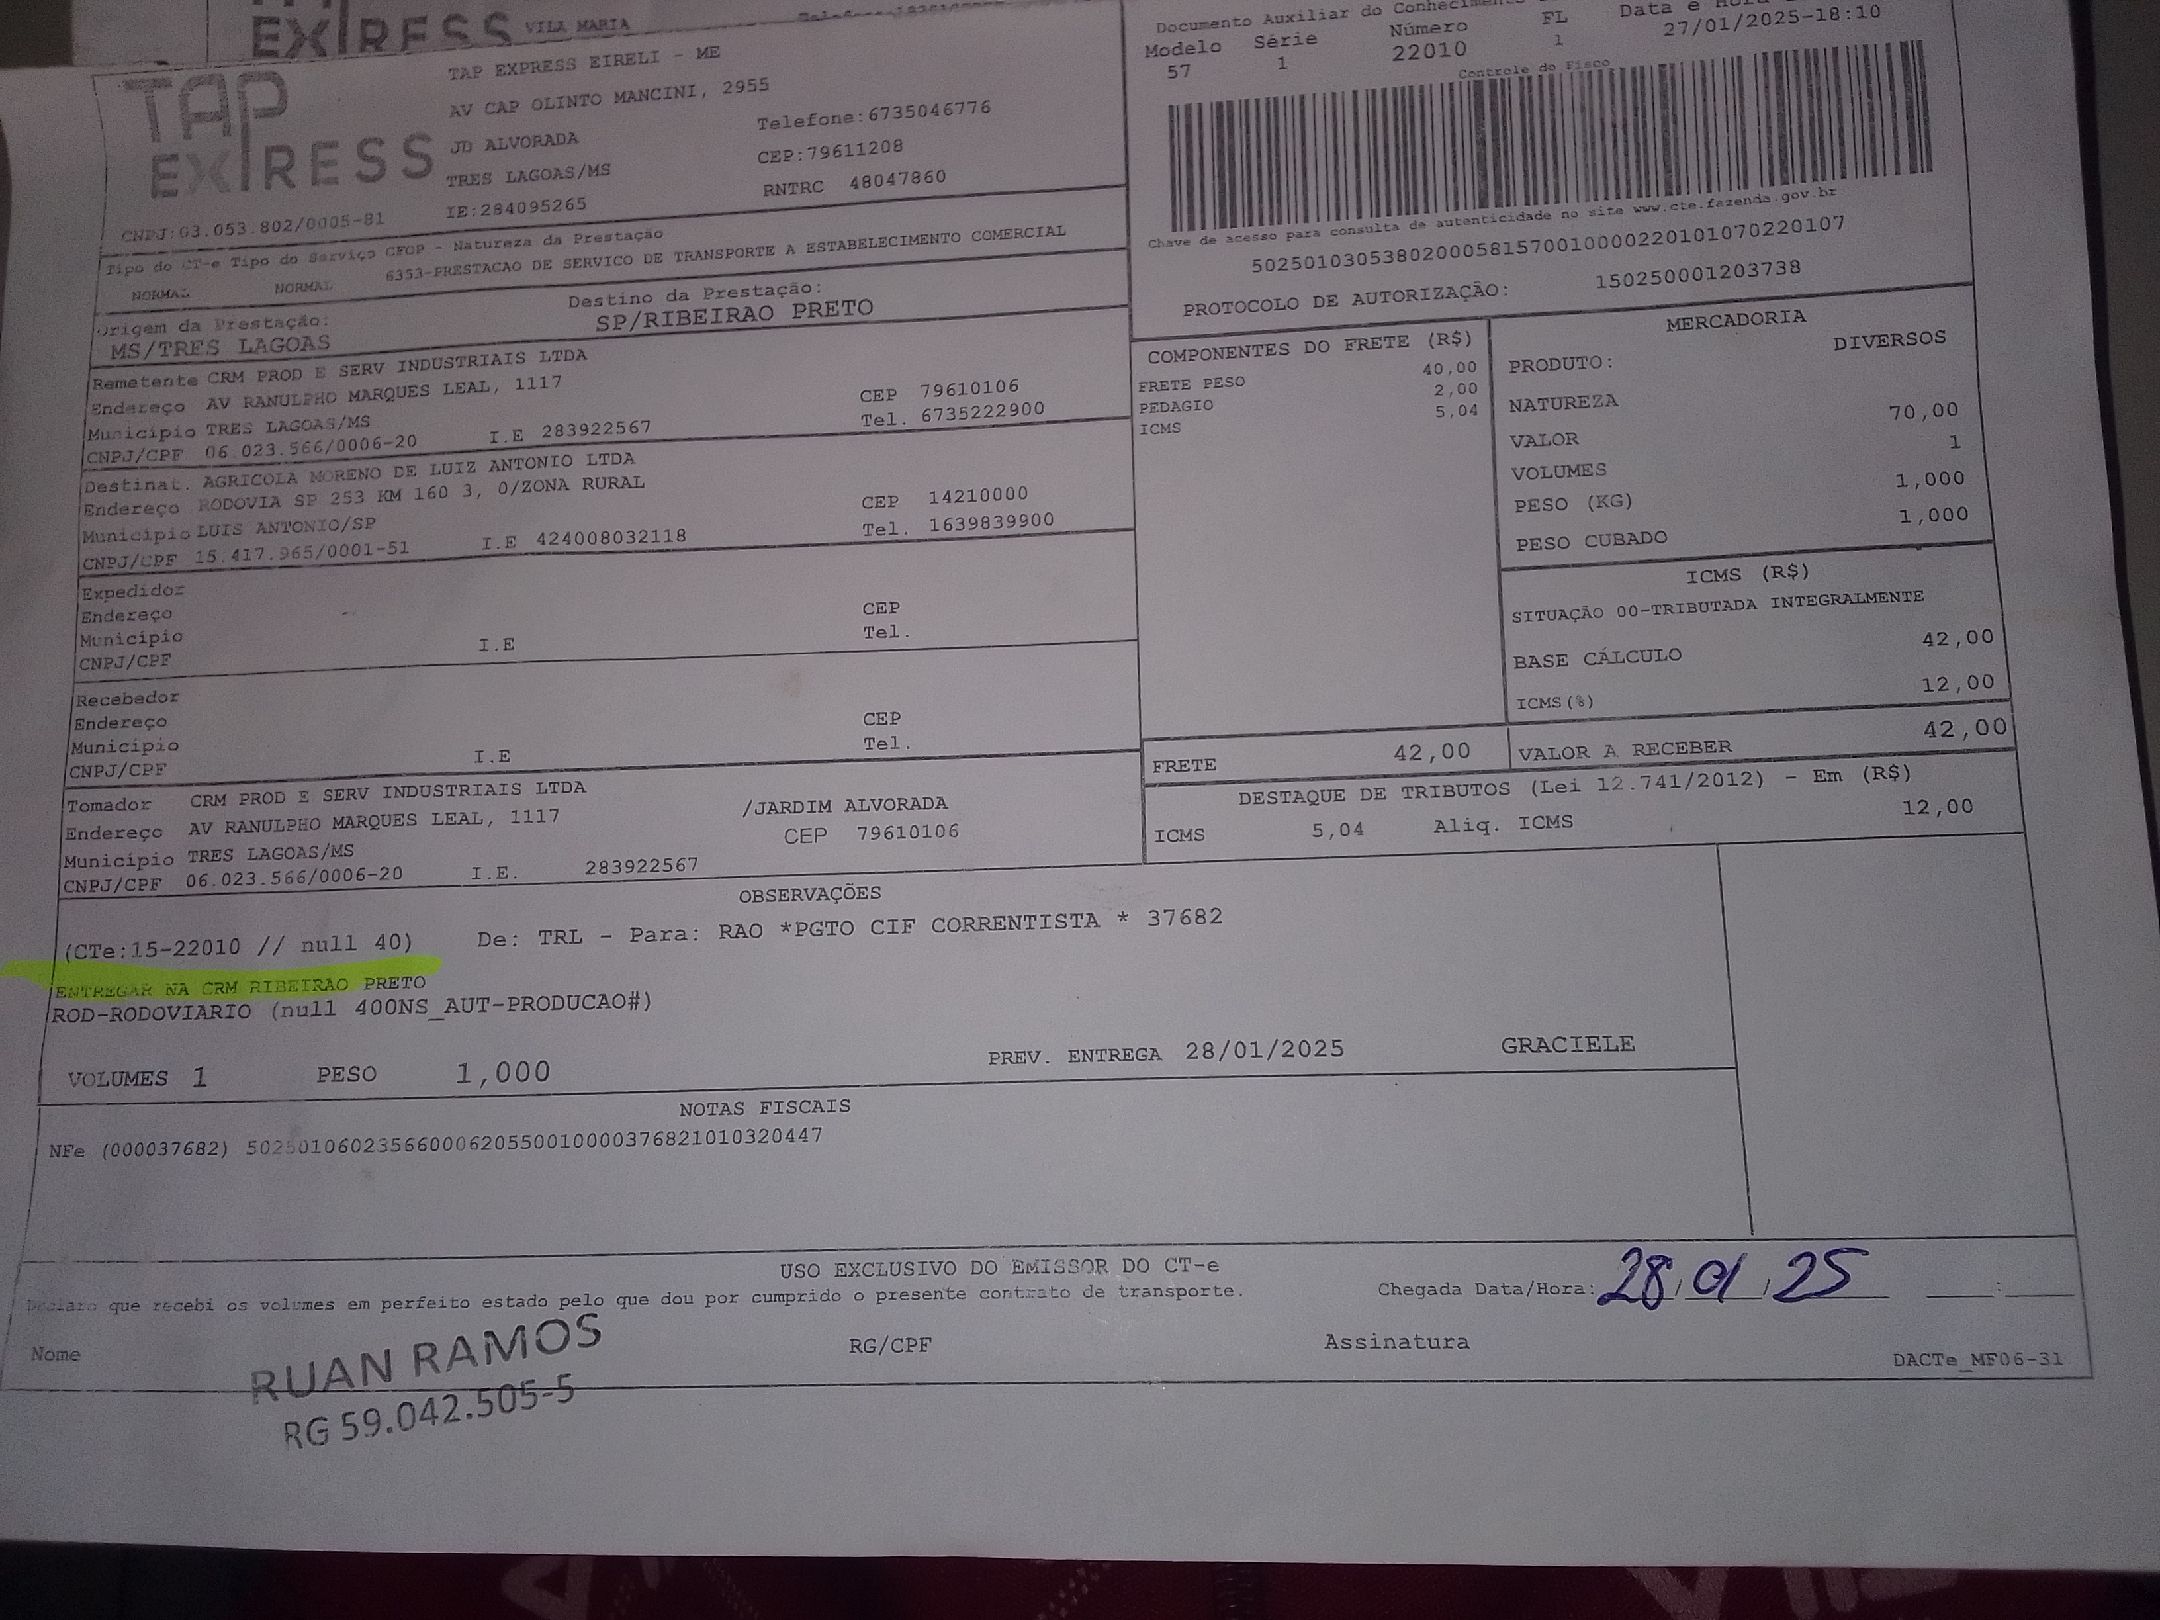 EXPRESS VILA MARIA
Documento Auxiliar do Conhecimento
Data e Hora
Modelo Série Número FL 27/01/2025-18:10
57 1 22010 1
Controle do Fisco
TAP EXPRESS
TAP EXPRESS EIRELI - ME
AV CAP OLINTO MANCINI, 2955
JD ALVORADA Telefone:6735046776
TRES LAGOAS/MS CEP:79611208
IE:284095265 RNTRC 48047860
CNPJ:03.053.802/0005-81
Chave de acesso para consulta de autenticidade no site www.cte.fazenda.gov.br
50250103053802000581570010000220101070220107
PROTOCOLO DE AUTORIZAÇÃO: 150250001203738
Tipo do CT-e Tipo do Serviço CFOP - Natureza da Prestação
NORMAL NORMAL 6353-PRESTACAO DE SERVICO DE TRANSPORTE A ESTABELECIMENTO COMERCIAL
Origem da Prestação: Destino da Prestação:
MS/TRES LAGOAS SP/RIBEIRAO PRETO
Remetente CRM PROD E SERV INDUSTRIAIS LTDA
Endereço AV RANULPHO MARQUES LEAL, 1117 CEP 79610106
Município TRES LAGOAS/MS Tel. 6735222900
CNPJ/CPF 06.023.566/0006-20 I.E 283922567
Destinat. AGRICOLA MORENO DE LUIZ ANTONIO LTDA
Endereço RODOVIA SP 253 KM 160 3, 0/ZONA RURAL CEP 14210000
Município LUIS ANTONIO/SP Tel. 1639839900
CNPJ/CPF 15.417.965/0001-51 I.E 424008032118
Expedidor
Endereço CEP
Município Tel.
CNPJ/CPF I.E
Recebedor
Endereço CEP
Município Tel.
CNPJ/CPF I.E
Tomador CRM PROD E SERV INDUSTRIAIS LTDA
Endereço AV RANULPHO MARQUES LEAL, 1117 /JARDIM ALVORADA
Município TRES LAGOAS/MS CEP 79610106
CNPJ/CPF 06.023.566/0006-20 I.E. 283922567
COMPONENTES DO FRETE (R$)
FRETE PESO 40,00
PEDAGIO 2,00
ICMS 5,04
MERCADORIA
PRODUTO: DIVERSOS
NATUREZA
VALOR 70,00
VOLUMES 1
PESO (KG) 1,000
PESO CUBADO 1,000
ICMS (R$)
SITUAÇÃO 00-TRIBUTADA INTEGRALMENTE
BASE CÁLCULO 42,00
ICMS(%) 12,00
FRETE 42,00 VALOR A RECEBER 42,00
DESTAQUE DE TRIBUTOS (Lei 12.741/2012) - Em (R$)
ICMS 5,04 Aliq. ICMS 12,00
OBSERVAÇÕES
(CTe:15-22010 // null 40) De: TRL - Para: RAO *PGTO CIF CORRENTISTA * 37682
ENTREGAR NA CRM RIBEIRAO PRETO
ROD-RODOVIARIO (null 400NS_AUT-PRODUCAO#)
VOLUMES 1 PESO 1,000 PREV. ENTREGA 28/01/2025 GRACIELE
NOTAS FISCAIS
NFe (000037682) 50250106023566000620550010000376821010320447
USO EXCLUSIVO DO EMISSOR DO CT-e
Declaro que recebi os volumes em perfeito estado pelo que dou por cumprido o presente contrato de transporte. Chegada Data/Hora: 28/01/25 :
Nome RG/CPF Assinatura
RUAN RAMOS
RG 59.042.505-5
DACTe_MF06-31